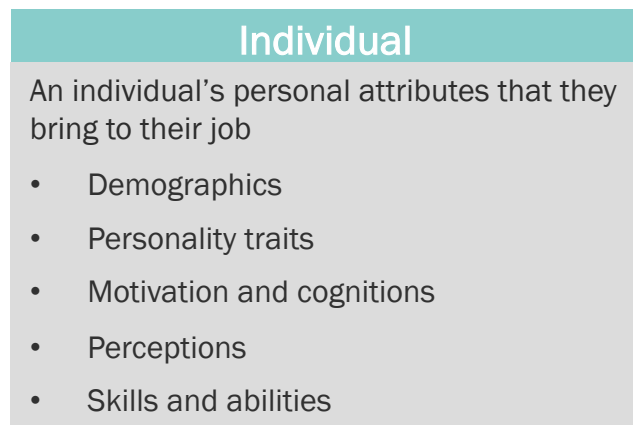 Individual
An individual's personal attributes that they
bring to their job
• Demographics
• Personality traits
• Motivation and cognitions
• Perceptions
• Skills and abilities